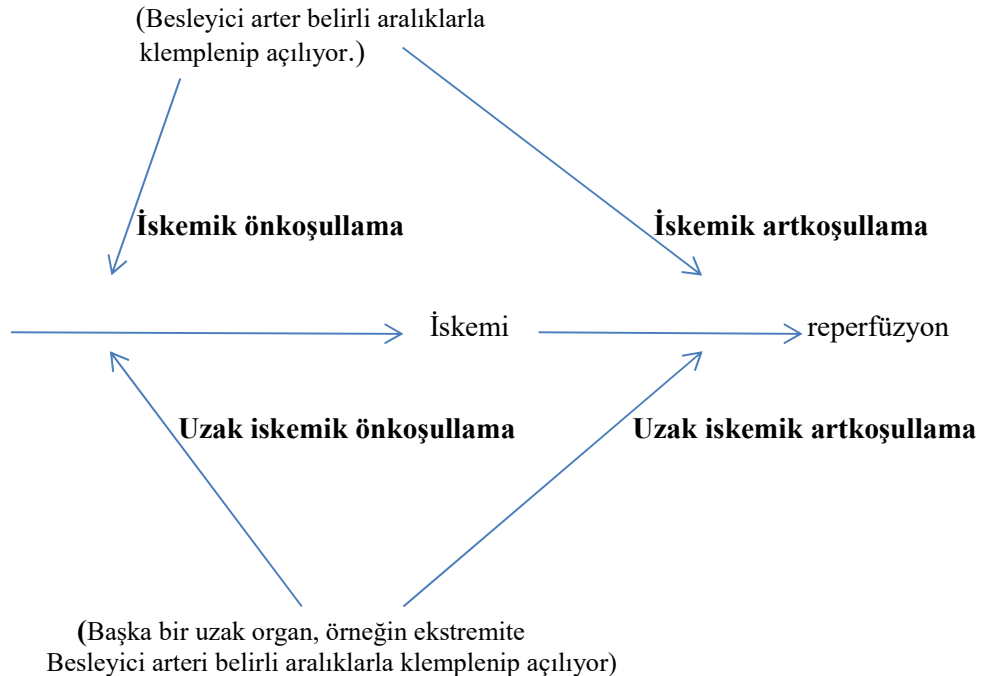 (Besleyici arter belirli aralıklarla
klemplenip açılıyor.)
İskemik önkoşullama
İskemik artkoşullama
İskemi
reperfüzyon
Uzak iskemik önkoşullama
Uzak iskemik artkoşullama
(Başka bir uzak organ, örneğin ekstremite
Besleyici arteri belirli aralıklarla klemplenip açılıyor)